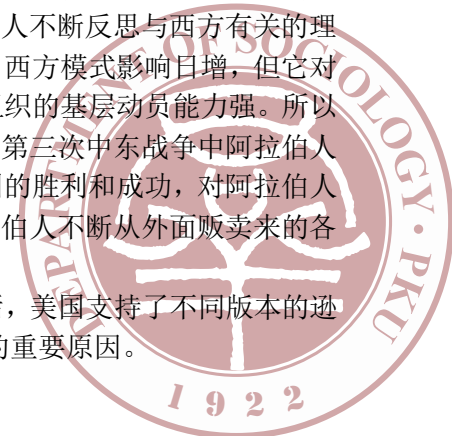 人不断反思与西方有关的理
西方模式影响日增，但它对
组织的基层动员能力强。所以
第三次中东战争中阿拉伯人
的胜利和成功，对阿拉伯人
伯人不断从外面贩卖来的各
，美国支持了不同版本的逊
的重要原因。
DEPARTMENT OF SOCIOLOGY · PKU
1922